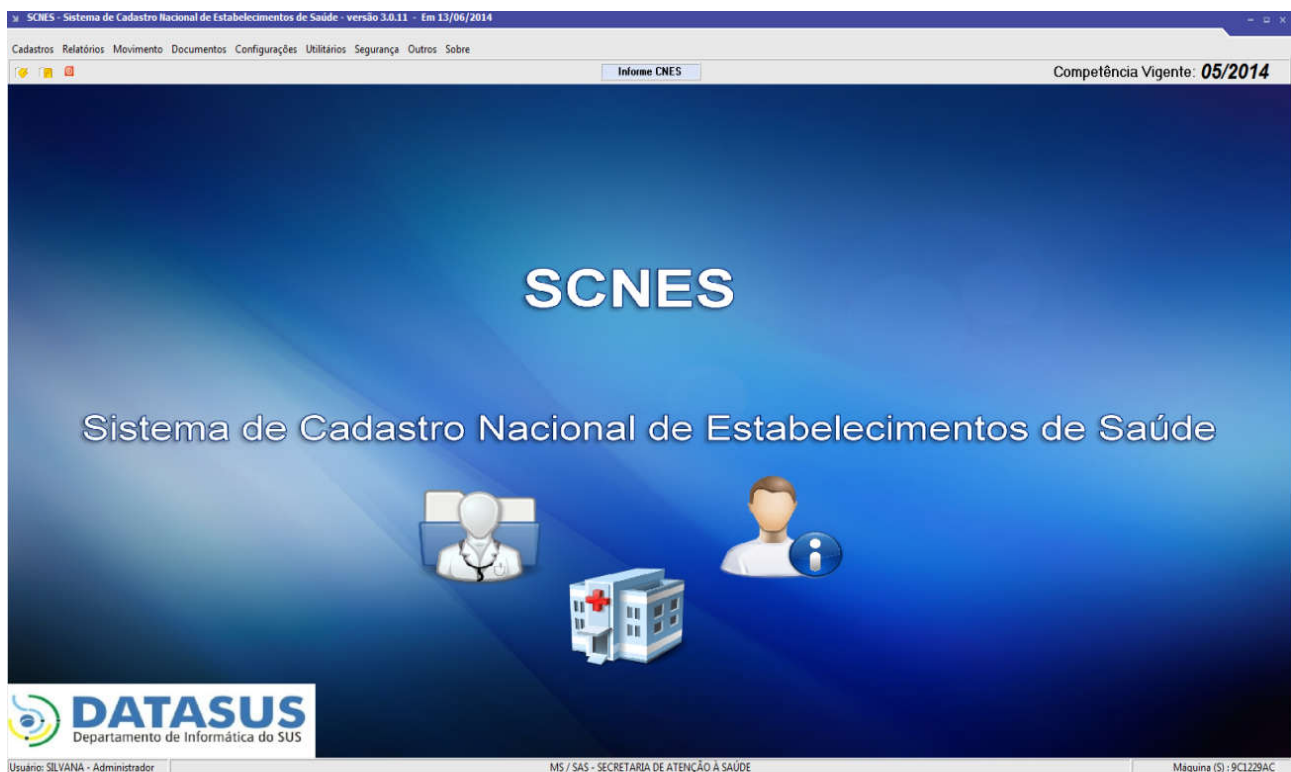 SCNES - Sistema de Cadastro Nacional de Estabelecimentos de Saúde - versão 3.0.11 - Em 13/06/2014
Cadastros Relatórios Movimento Documentos Configurações Utilitários Segurança Outros Sobre
Informe CNES Competência Vigente: 05/2014
SCNES
Sistema de Cadastro Nacional de Estabelecimentos de Saúde
DATASUS
Departamento de Informática do SUS
Usuário: SILVANA - Administrador MS / SAS - SECRETARIA DE ATENÇÃO À SAÚDE Máquina (S) : 9C1229AC